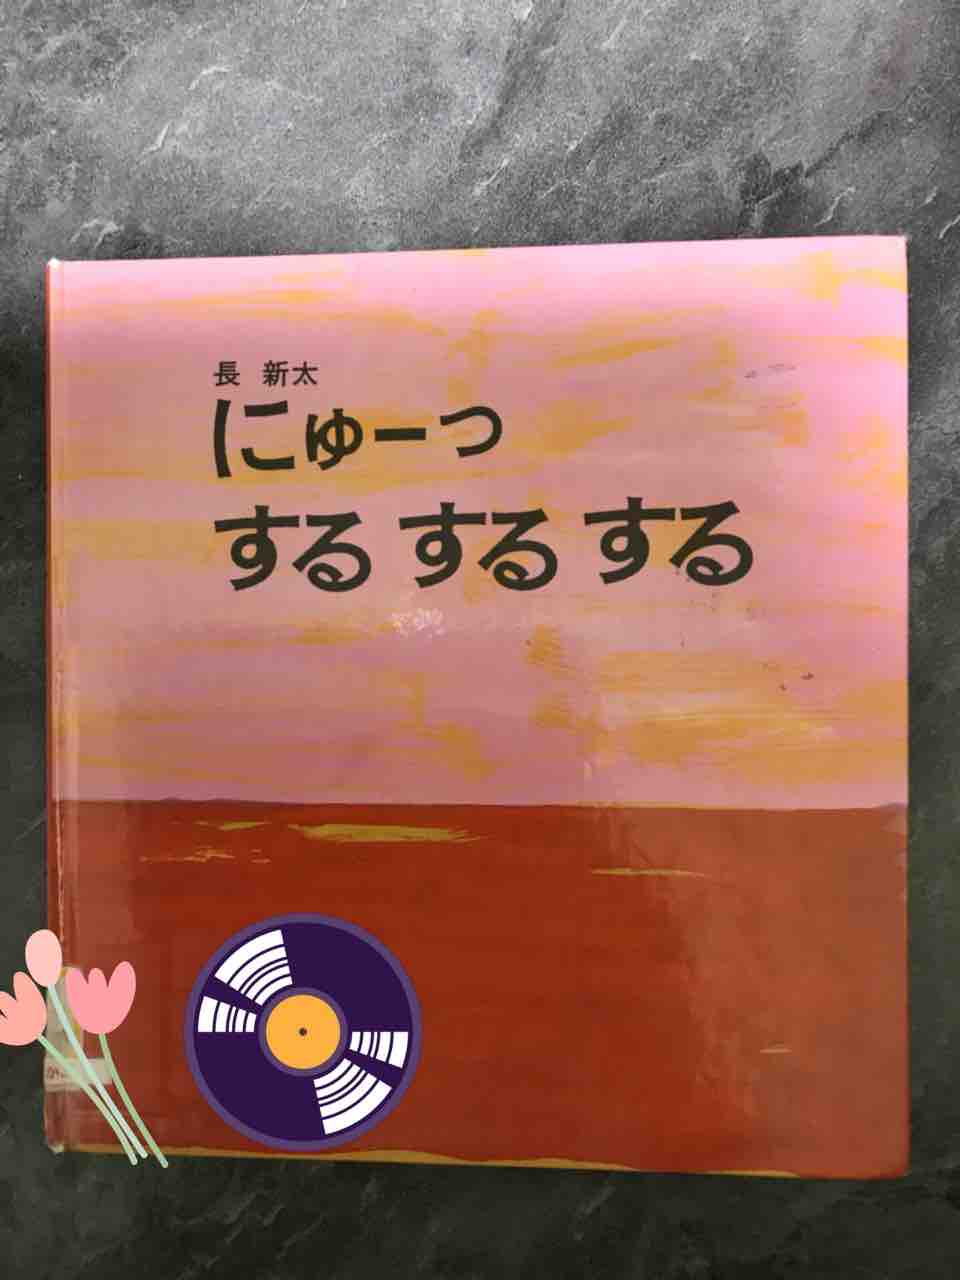 長 新太
にゅーっ
する する する